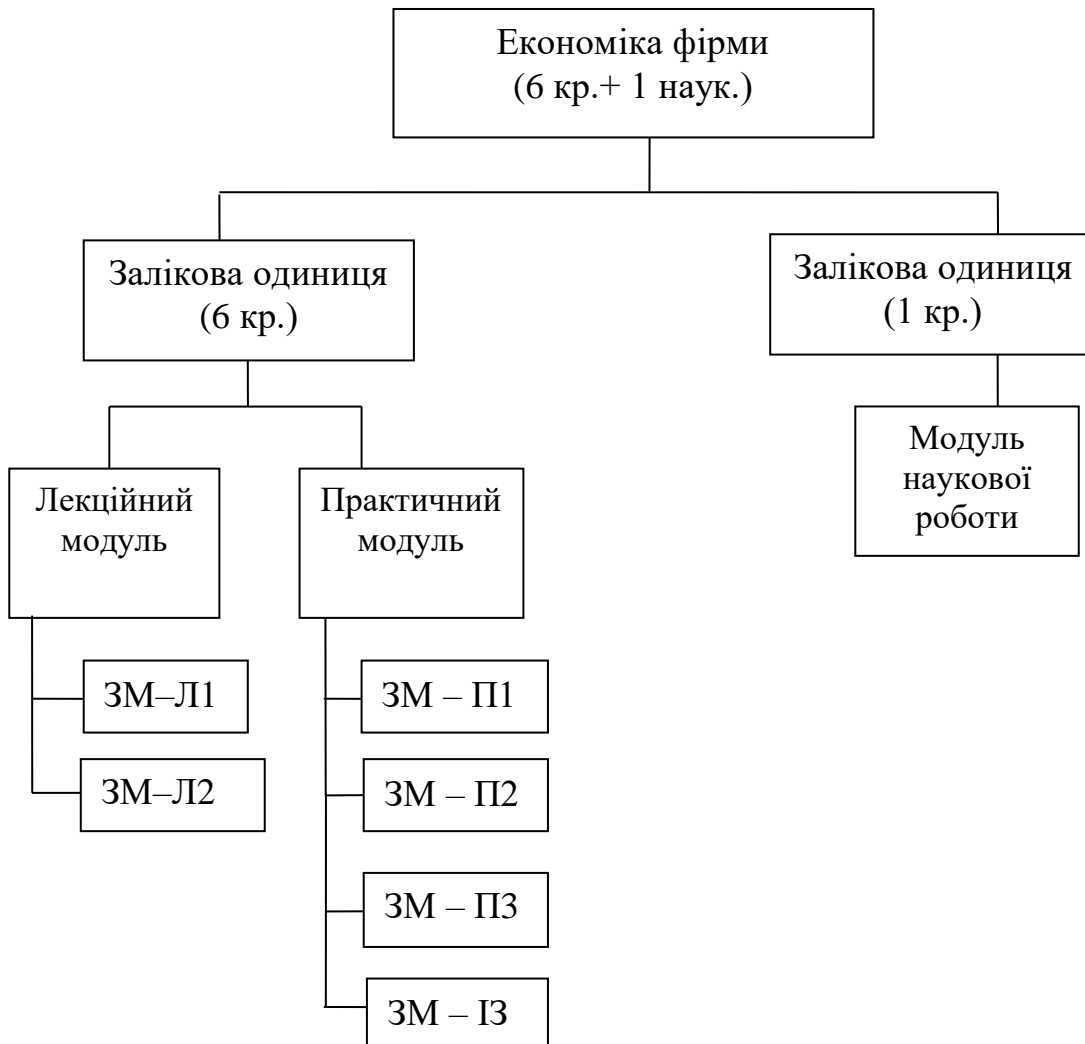 Економіка фірми
(6 кр.+ 1 наук.)
Залікова одиниця
(6 кр.)
Залікова одиниця
(1 кр.)
Лекційний
модуль
Практичний
модуль
Модуль
наукової
роботи
ЗМ–Л1
ЗМ–Л2
ЗМ – П1
ЗМ – П2
ЗМ – П3
ЗМ – ІЗ